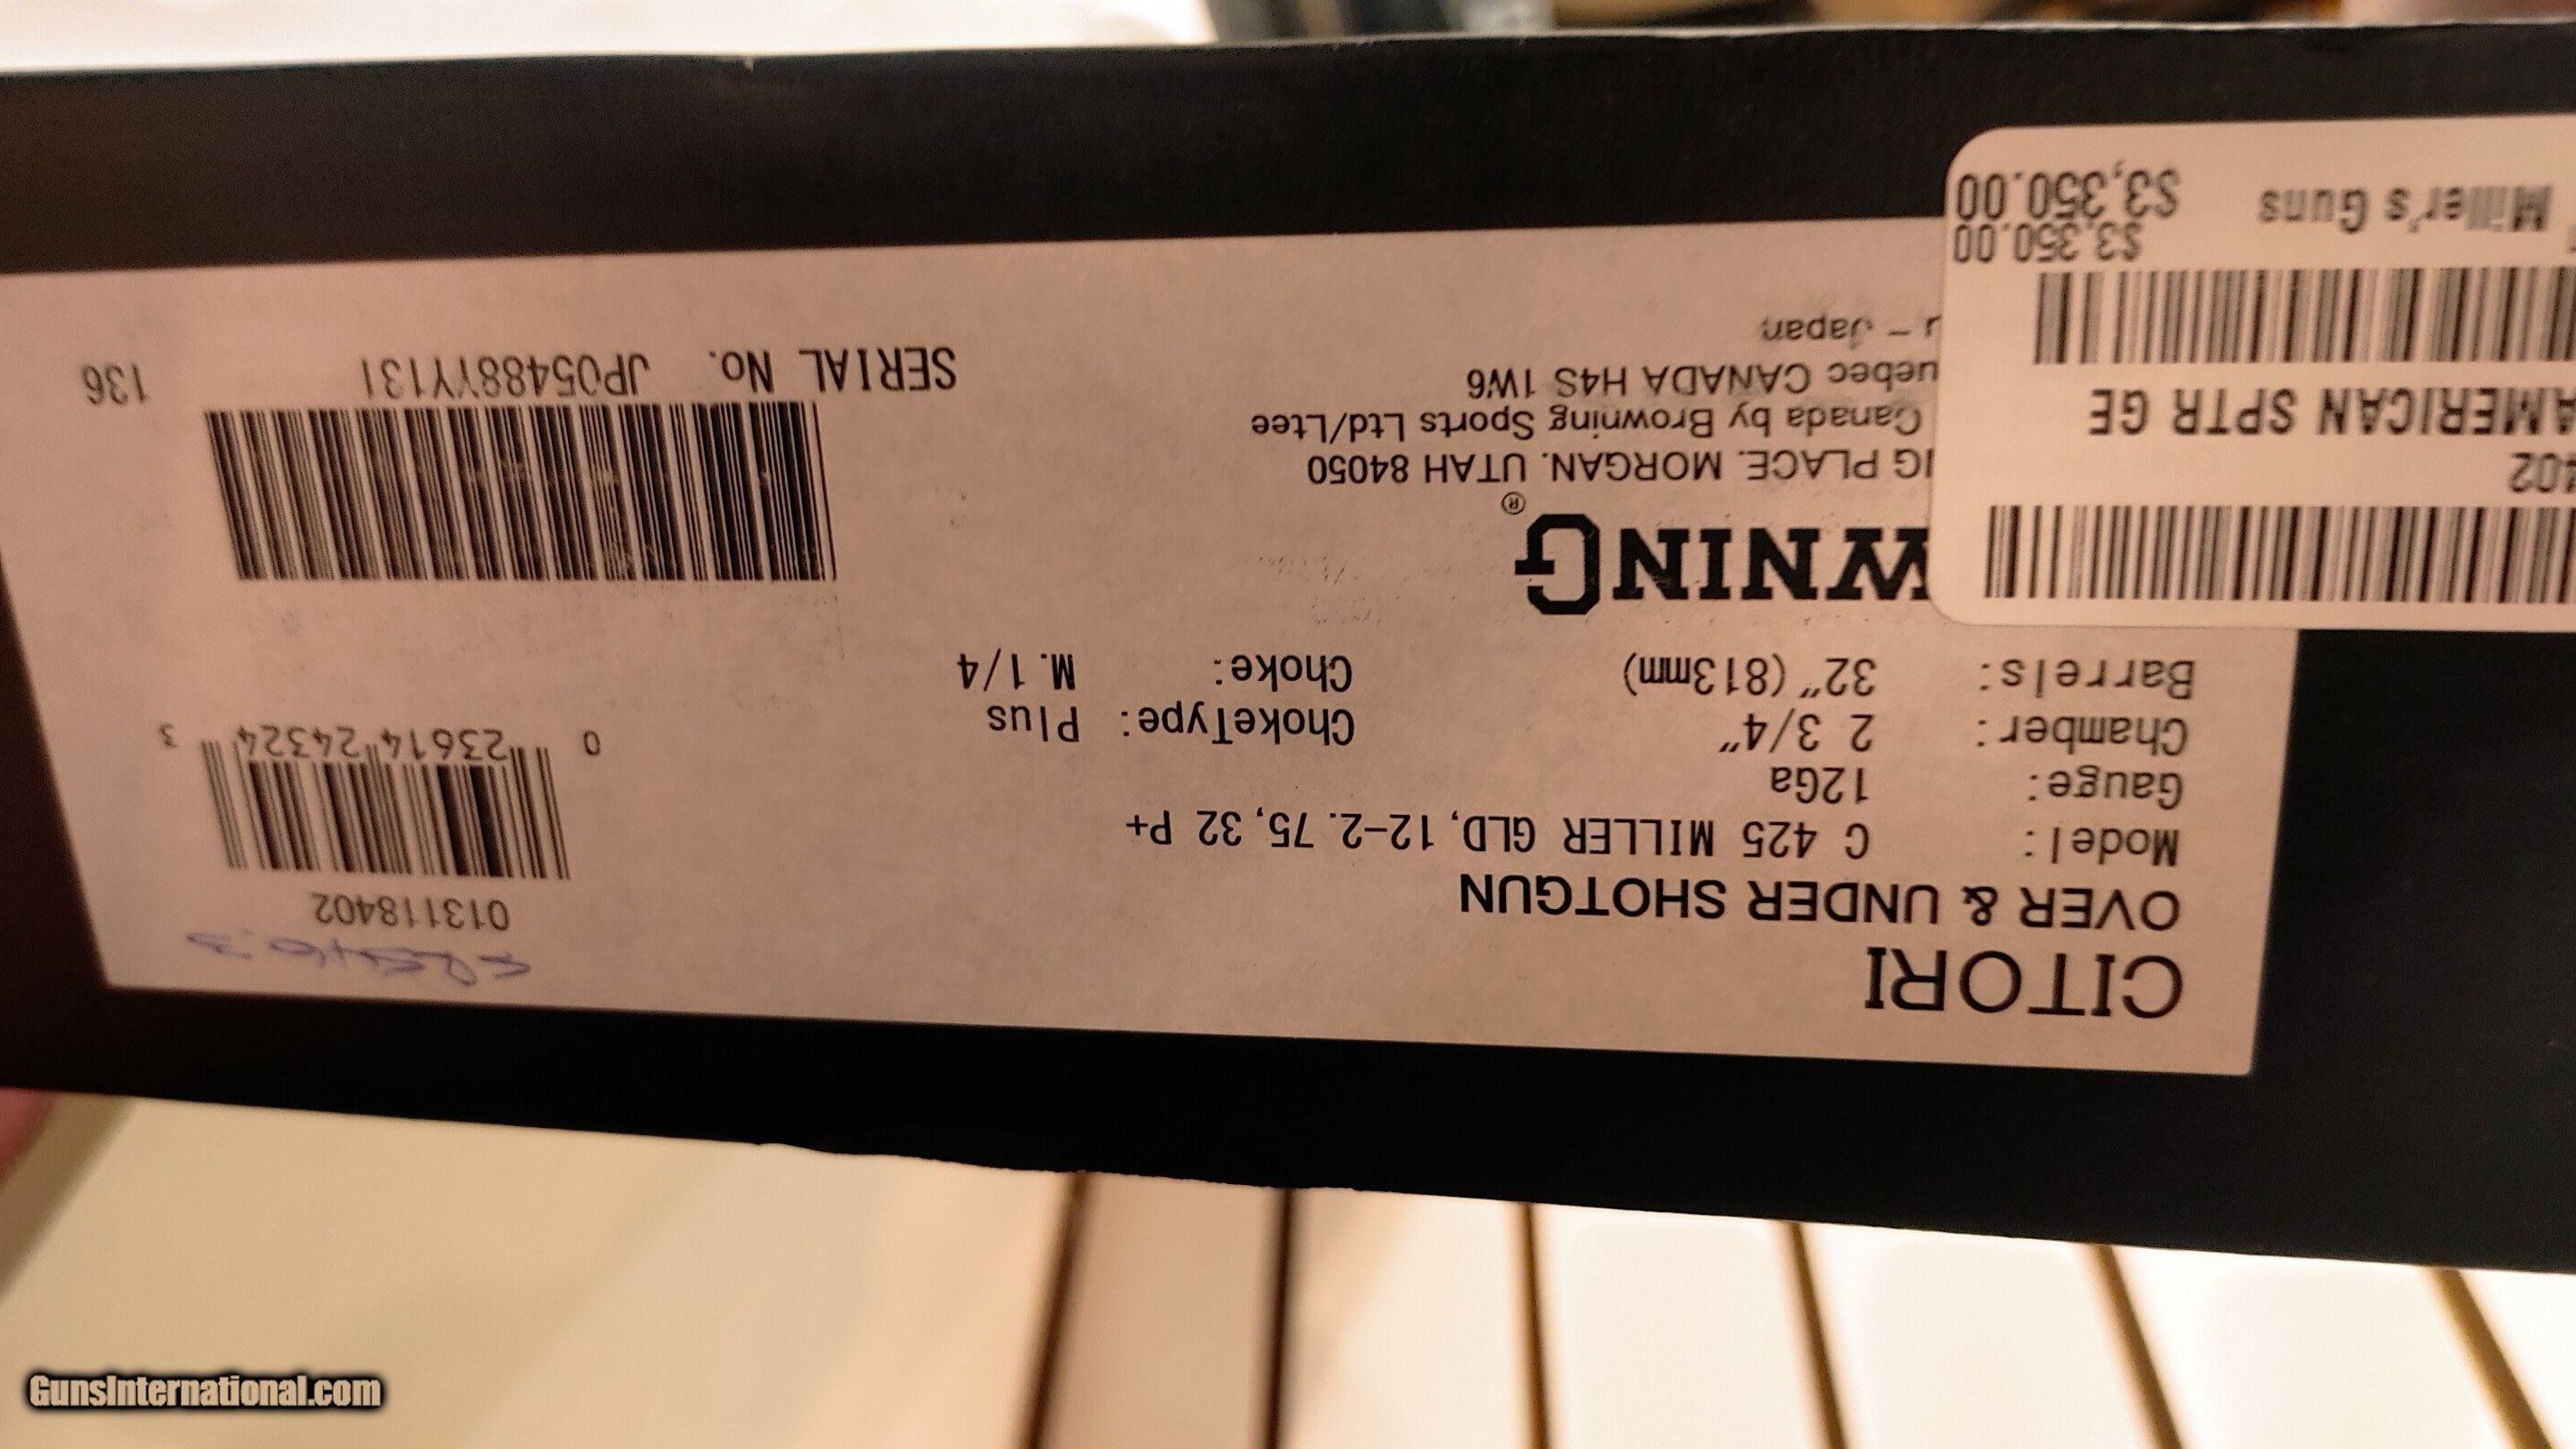 CITORI
OVER & UNDER SHOTGUN
Model: C 425 MILLER GLD, 12-2. 75, 32 P+
Gauge: 12Ga
Chamber: 2 3/4" ChokeType: Plus
Barrels: 32" (813mm) Choke: M. 1/4
WNING®
G PLACE. MORGAN. UTAH 84050
Canada by Browning Sports Ltd/Ltee
uebec CANADA H4S 1W6
- Japan
013118402
0 23614 24324 3
SERIAL No. JP05488YY131 136
402
AMERICAN SPTR GE
$3,350.00
Miller's Guns $3,350.00
GunsInternational.com